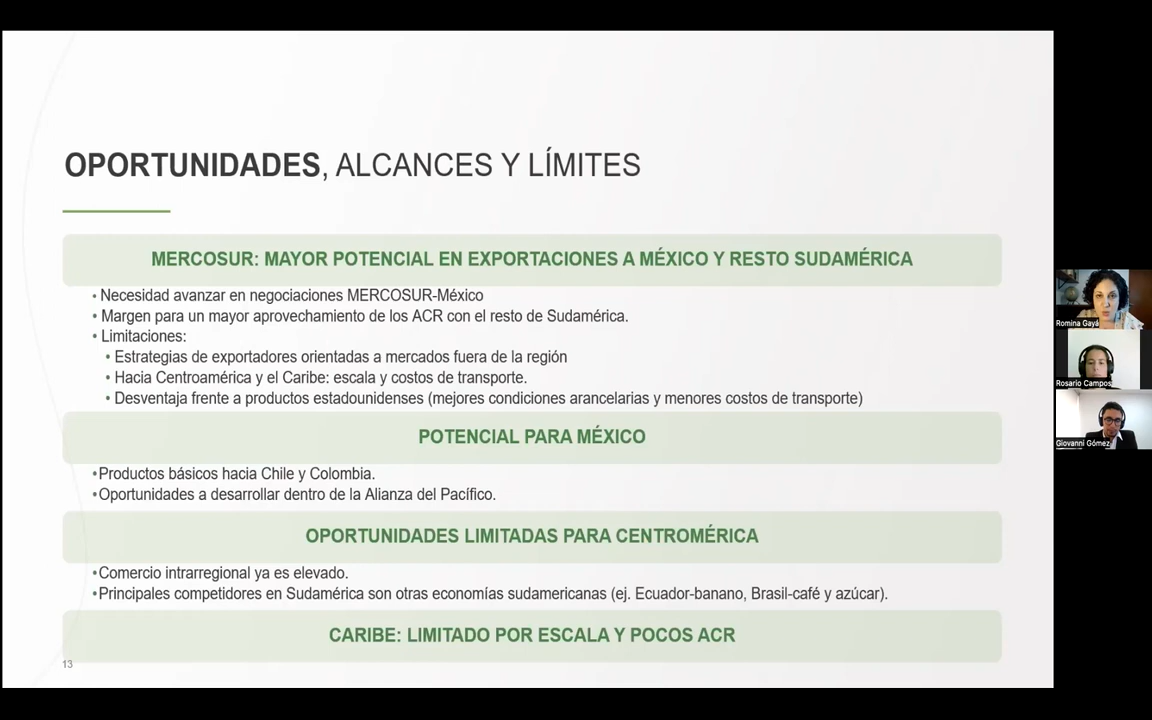 OPORTUNIDADES, ALCANCES Y LÍMITES
MERCOSUR: MAYOR POTENCIAL EN EXPORTACIONES A MÉXICO Y RESTO SUDAMÉRICA
• Necesidad avanzar en negociaciones MERCOSUR-México
• Margen para un mayor aprovechamiento de los ACR con el resto de Sudamérica.
• Limitaciones:
• Estrategias de exportadores orientadas a mercados fuera de la región
• Hacia Centroamérica y el Caribe: escala y costos de transporte.
• Desventaja frente a productos estadounidenses (mejores condiciones arancelarias y menores costos de transporte)
POTENCIAL PARA MÉXICO
•Productos básicos hacia Chile y Colombia.
•Oportunidades a desarrollar dentro de la Alianza del Pacífico.
OPORTUNIDADES LIMITADAS PARA CENTROMÉRICA
•Comercio intrarregional ya es elevado.
•Principales competidores en Sudamérica son otras economías sudamericanas (ej. Ecuador-banano, Brasil-café y azúcar).
CARIBE: LIMITADO POR ESCALA Y POCOS ACR
13
Romina Gayá
Rosario Campos
Giovanni Gómez